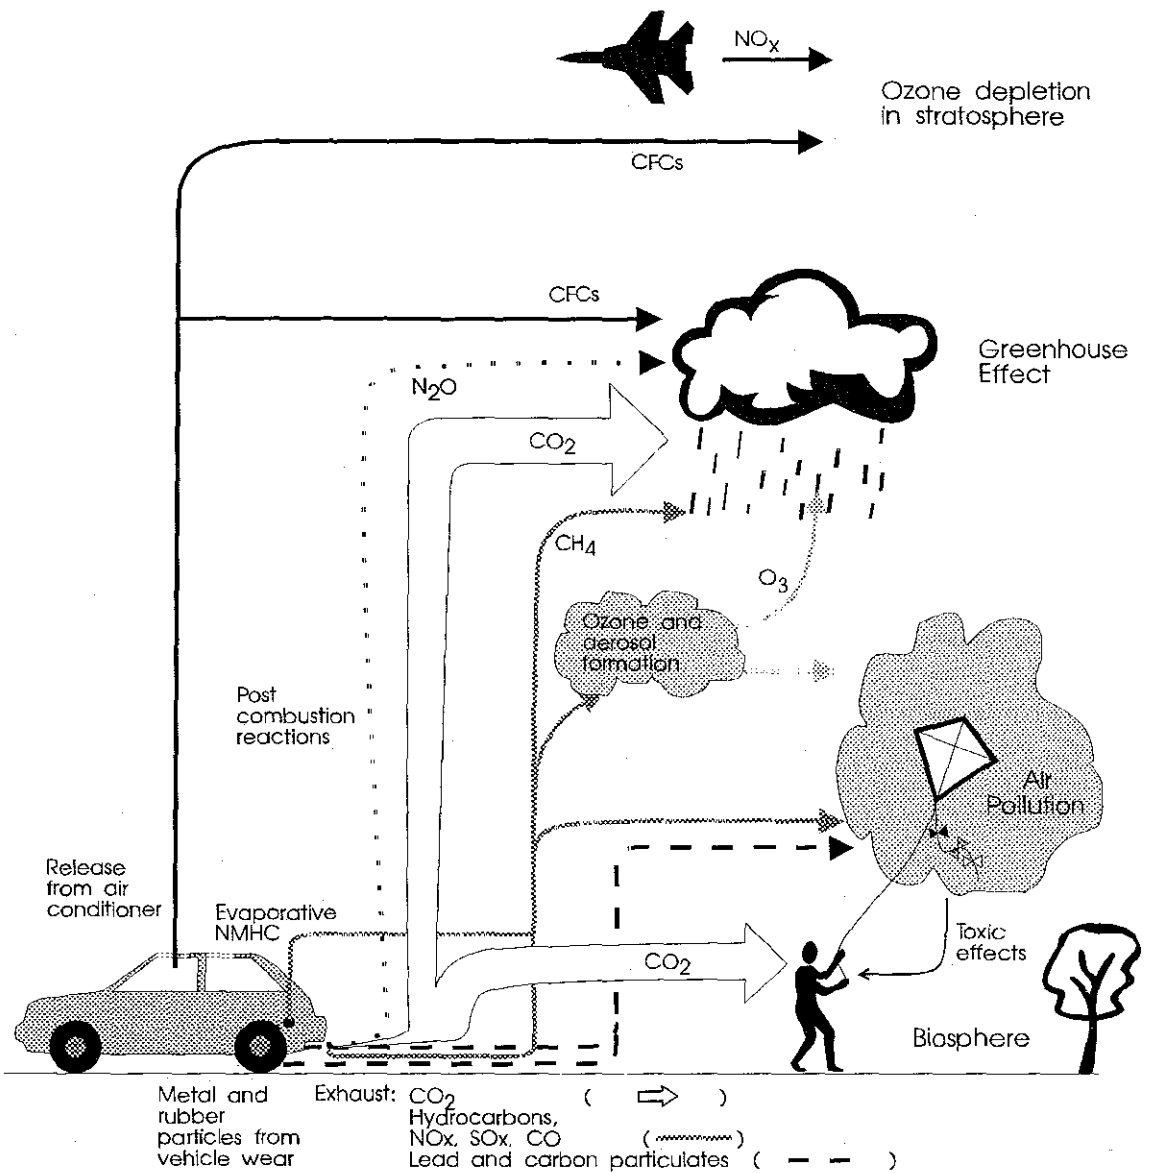 NOx
Ozone depletion
in stratosphere
CFCs
CFCs
Greenhouse
Effect
N2O
CO2
CH4
O3
Ozone and
aerosol
formation
Post
combustion
reactions
Air
Pollution
Release
from air
conditioner
Evaporative
NMHC
Toxic
effects
CO2
Biosphere
Metal and
rubber
particles from
vehicle wear
Exhaust: CO2 ( )
Hydrocarbons,
NOx, SOx, CO ( )
Lead and carbon particulates ( – – )